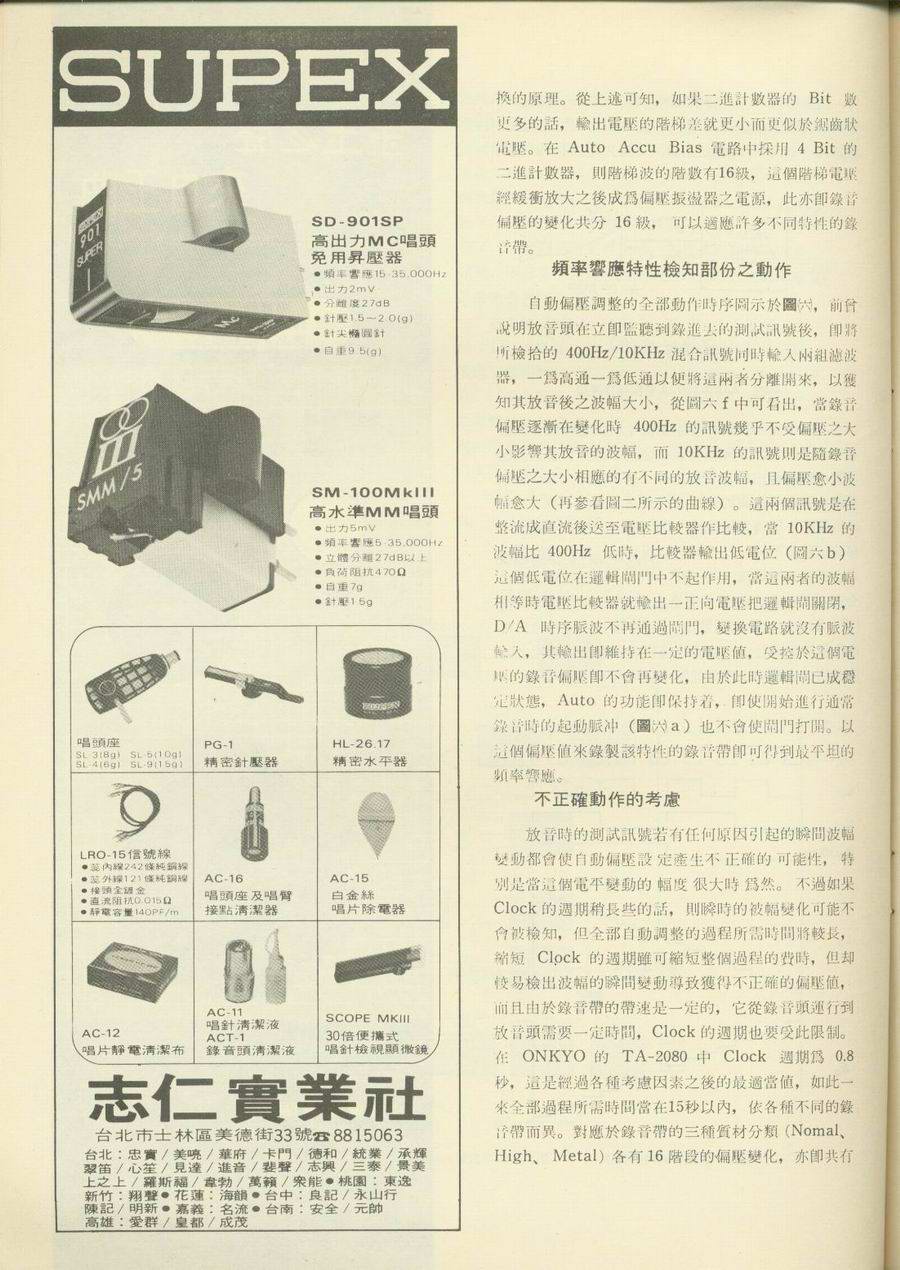 SUPEX
901
SUPER
MC
SD-901SP
高出力MC唱頭
免用昇壓器
●頻率響應15-35.000Hz
●出力2mV
●分離度27dB
●針壓1.5～2.0(g)
●針尖橢圓針
●自重9.5(g)
III
SMM/5
SM-100MkIII
高水準MM唱頭
●出力5mV
●頻率響應5-35.000Hz
●立體分離27dB以上
●負荷阻抗470Ω
●自重7g
●針壓1.5g
唱頭座
SL-3(8g) SL-5(10g)
SL-4(6g) SL-9(15g)
PG-1
精密針壓器
HL-26.17
精密水平器
LRO-15信號線
●芯內線242條純銅線
●芯外線121條純銅線
●接頭全鍍金
●直流阻抗0.015Ω
●靜電容量140PF/m
AC-16
唱頭座及唱臂
接點清潔器
AC-15
白金絲
唱片除電器
AC-12
唱片靜電清潔布
AC-11
唱針清潔液
ACT-1
錄音頭清潔液
SCOPE MKIII
30倍便攜式
唱針檢視顯微鏡
志仁實業社
台北市士林區美德街33號☎8815063
台北：忠實／美曉／華府／卡門／德和／統業／承輝
翠笛／心笙／見達／進音／斐聲／志興／三泰／景美
上之上／羅斯福／韋勃／萬籟／衆能●桃園：東逸
新竹：翔聲●花蓮：海韻●台中：良記／永山行
陳記／明新●嘉義：名流●台南：安全／元帥
高雄：愛群／皇都／成茂
換的原理。從上述可知，如果二進計數器的 Bit 數
更多的話，輸出電壓的階梯差就更小而更似於鋸齒狀
電壓。在 Auto Accu Bias 電路中採用 4 Bit 的
二進計數器，則階梯波的階數有16級，這個階梯電壓
經緩衝放大之後成爲偏壓振盪器之電源，此亦卽錄音
偏壓的變化共分 16 級，可以適應許多不同特性的錄
音帶。
頻率響應特性檢知部份之動作
自動偏壓調整的全部動作時序圖示於圖六，前曾
說明放音頭在立卽監聽到錄進去的測試訊號後，卽將
所檢拾的 400Hz/10KHz 混合訊號同時輸入兩組濾波
器，一爲高通一爲低通以便將這兩者分離開來，以獲
知其放音後之波幅大小，從圖六 f 中可看出，當錄音
偏壓逐漸在變化時 400Hz 的訊號幾乎不受偏壓之大
小影響其放音的波幅，而 10KHz 的訊號則是隨錄音
偏壓之大小相應的有不同的放音波幅，且偏壓愈小波
幅愈大（再參看圖二所示的曲線）。這兩個訊號是在
整流成直流後送至電壓比較器作比較，當 10KHz 的
波幅比 400Hz 低時，比較器輸出低電位（圖六b）
這個低電位在邏輯閘門中不起作用，當這兩者的波幅
相等時電壓比較器就輸出一正向電壓把邏輯閘關閉，
D/A 時序脈波不再通過閘門，變換電路就沒有脈波
輸入，其輸出卽維持在一定的電壓値，受控於這個電
壓的錄音偏壓卽不會再變化，由於此時邏輯閘已成穩
定狀態，Auto 的功能卽保持着，卽使開始進行通常
錄音時的起動脈冲（圖六a）也不會使閘門打開。以
這個偏壓値來錄製該特性的錄音帶卽可得到最平坦的
頻率響應。
不正確動作的考慮
放音時的測試訊號若有任何原因引起的瞬間波幅
變動都會使自動偏壓設定產生不正確的可能性，特
別是當這個電平變動的幅度很大時爲然。不過如果
Clock 的週期稍長些的話，則瞬時的波幅變化可能不
會被檢知，但全部自動調整的過程所需時間將較長，
縮短 Clock 的週期雖可縮短整個過程的費時，但却
較易檢出波幅的瞬間變動導致獲得不正確的偏壓値，
而且由於錄音帶的帶速是一定的，它從錄音頭運行到
放音頭需要一定時間，Clock 的週期也要受此限制。
在 ONKYO 的 TA-2080 中 Clock 週期爲 0.8
秒，這是經過各種考慮因素之後的最適當値，如此一
來全部過程所需時間當在15秒以內，依各種不同的錄
音帶而異。對應於錄音帶的三種質材分類（Nomal、
High、Metal）各有 16 階段的偏壓變化，亦卽共有